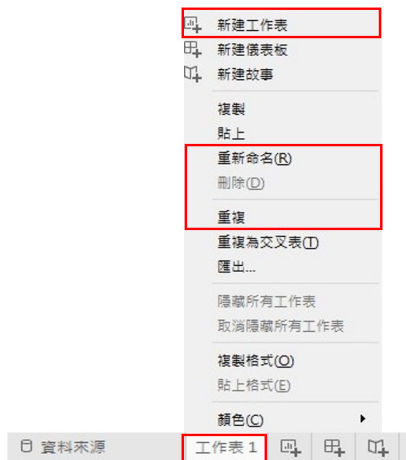 新建工作表
新建儀表板
新建故事
複製
貼上
重新命名(R)
刪除(D)
重複
重複為交叉表(T)
匯出...
隱藏所有工作表
取消隱藏所有工作表
複製格式(O)
貼上格式(E)
顏色(C)
資料來源 工作表 1